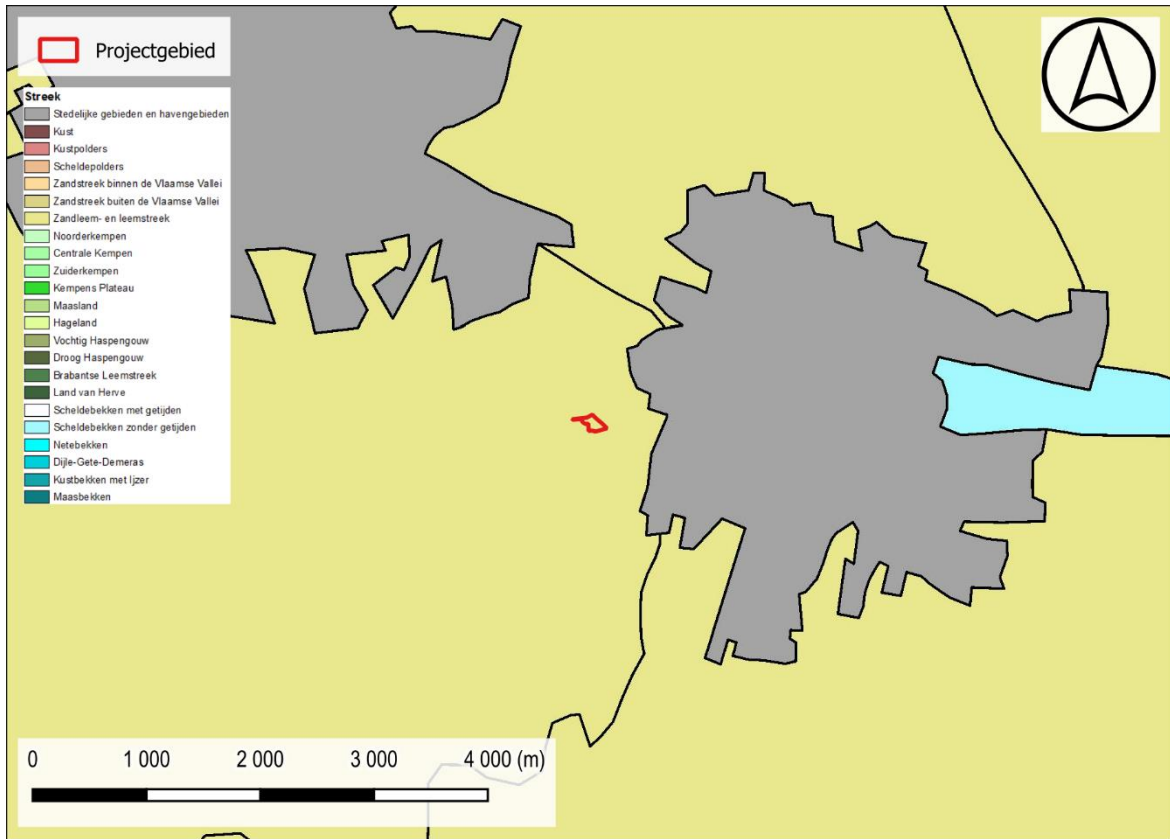 Projectgebied
Streek
Stedelijke gebieden en havengebieden
Kust
Kustpolders
Scheldepolders
Zandstreek binnen de Vlaamse Vallei
Zandstreek buiten de Vlaamse Vallei
Zandleem- en leemstreek
Noorderkempen
Centrale Kempen
Zuiderkempen
Kempens Plateau
Maasland
Hageland
Vochtig Haspengouw
Droog Haspengouw
Brabantse Leemstreek
Land van Herve
Scheldebekken met getijden
Scheldebekken zonder getijden
Netebekken
Dijle-Gete-Demeras
Kustbekken met Ijzer
Maasbekken
0 1 000 2 000 3 000 4 000 (m)